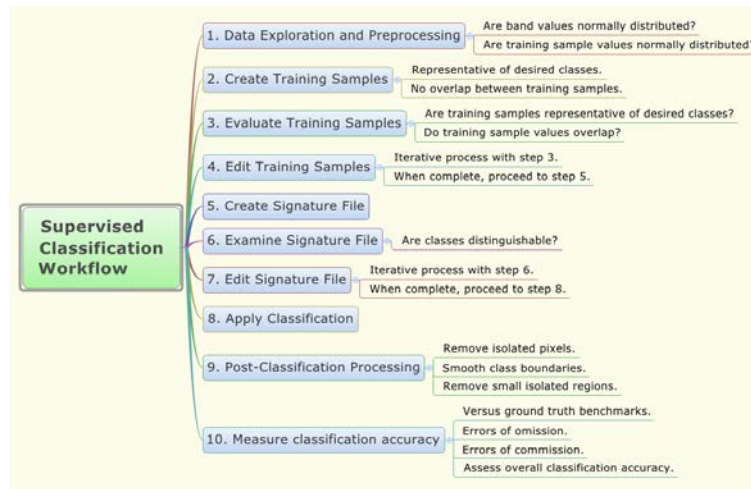 Supervised
Classification
Workflow
1. Data Exploration and Preprocessing
Are band values normally distributed?
Are training sample values normally distributed?
2. Create Training Samples
Representative of desired classes.
No overlap between training samples.
3. Evaluate Training Samples
Are training samples representative of desired classes?
Do training sample values overlap?
4. Edit Training Samples
Iterative process with step 3.
When complete, proceed to step 5.
5. Create Signature File
6. Examine Signature File
Are classes distinguishable?
7. Edit Signature File
Iterative process with step 6.
When complete, proceed to step 8.
8. Apply Classification
9. Post-Classification Processing
Remove isolated pixels.
Smooth class boundaries.
Remove small isolated regions.
10. Measure classification accuracy
Versus ground truth benchmarks.
Errors of omission.
Errors of commission.
Assess overall classification accuracy.